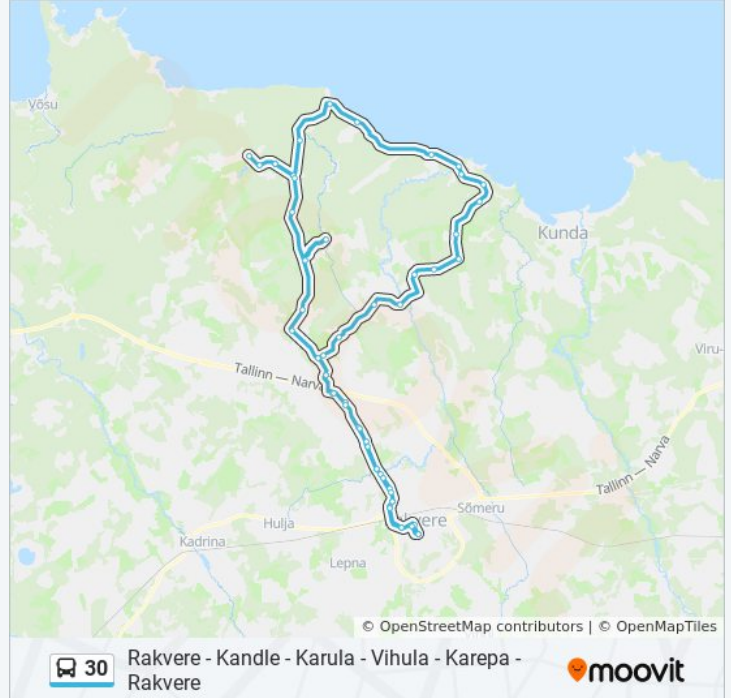 Võsu
Kunda
Viru-
Tallinn — Narva
Tallinn — Narva
Sõmeru
vere
Hulja
Kadrina
Lepna
© OpenStreetMap contributors | © OpenMapTiles
30
Rakvere - Kandle - Karula - Vihula - Karepa -
Rakvere
moovit